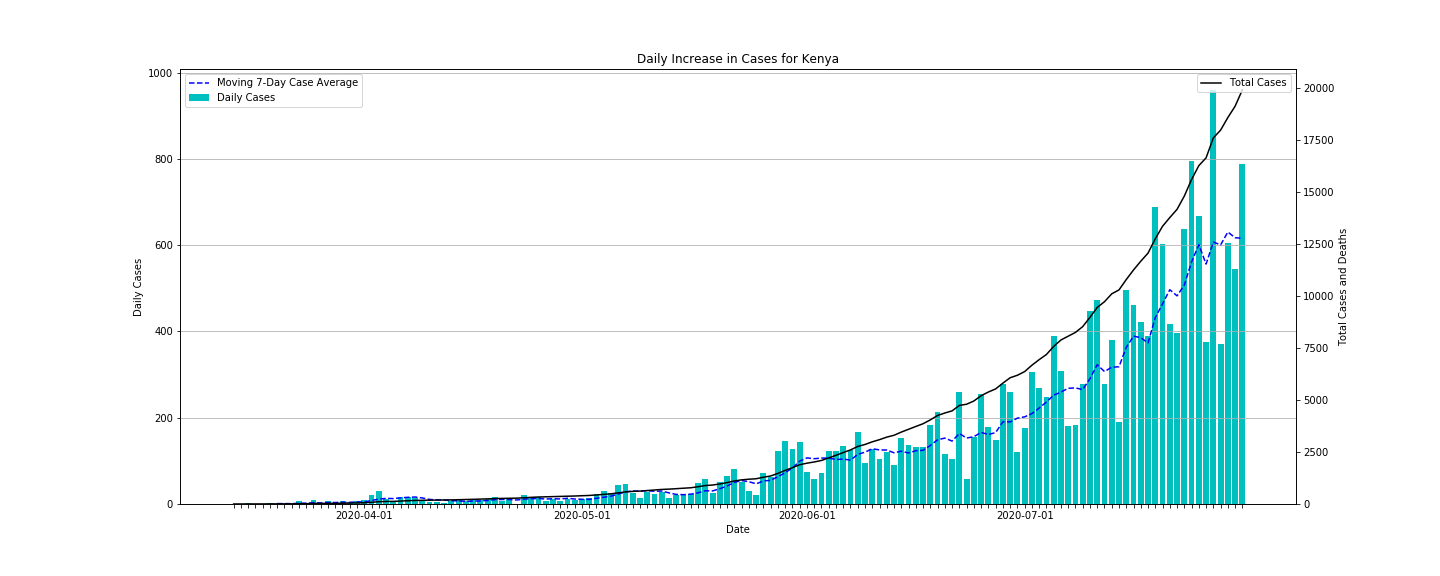 Daily Increase in Cases for Kenya
Moving 7-Day Case Average
Daily Cases
Total Cases
1000
800
600
400
200
0
Daily Cases
20000
17500
15000
12500
10000
7500
5000
2500
0
Total Cases and Deaths
2020-04-01
2020-05-01
2020-06-01
2020-07-01
Date